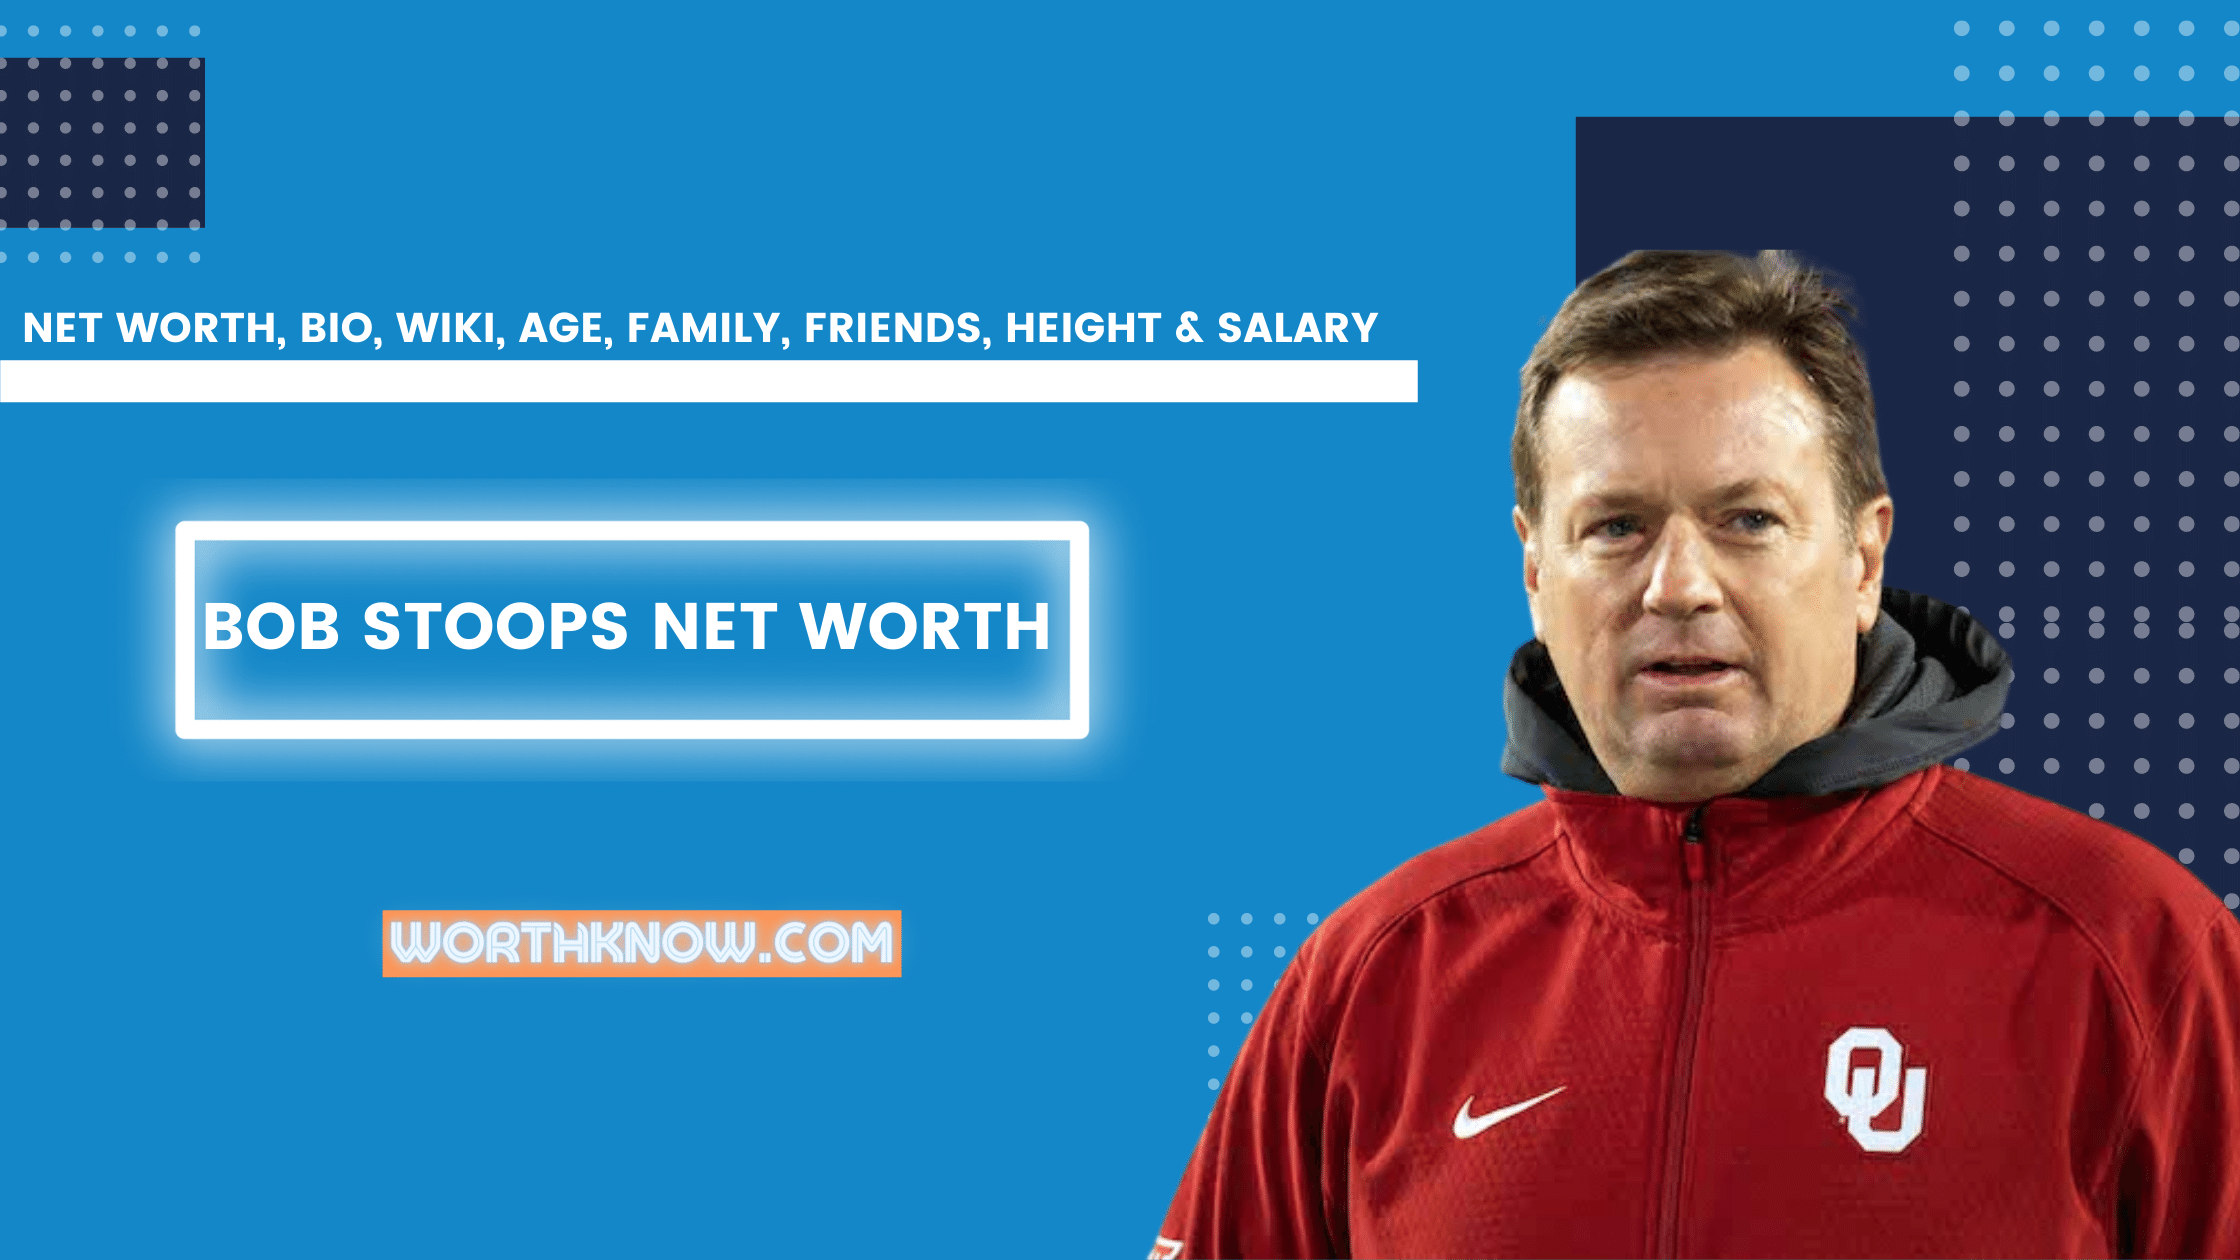 NET WORTH, BIO, WIKI, AGE, FAMILY, FRIENDS, HEIGHT & SALARY
BOB STOOPS NET WORTH
WORTHKNOW.COM
OU